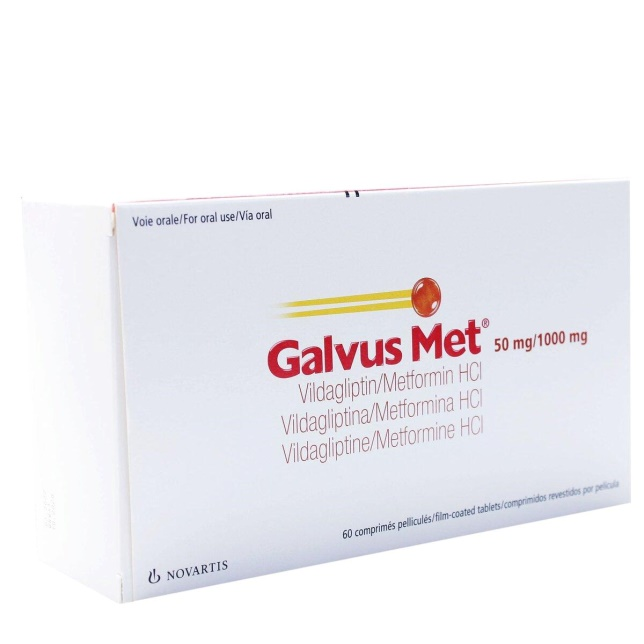 Voie orale/For oral use/Vía oral
Galvus Met® 50 mg/1000 mg
Vildagliptin/Metformin HCl
Vildagliptina/Metformina HCl
Vildagliptine/Metformine HCl
60 comprimés pelliculés/film-coated tablets/comprimidos revestidos por película
NOVARTIS